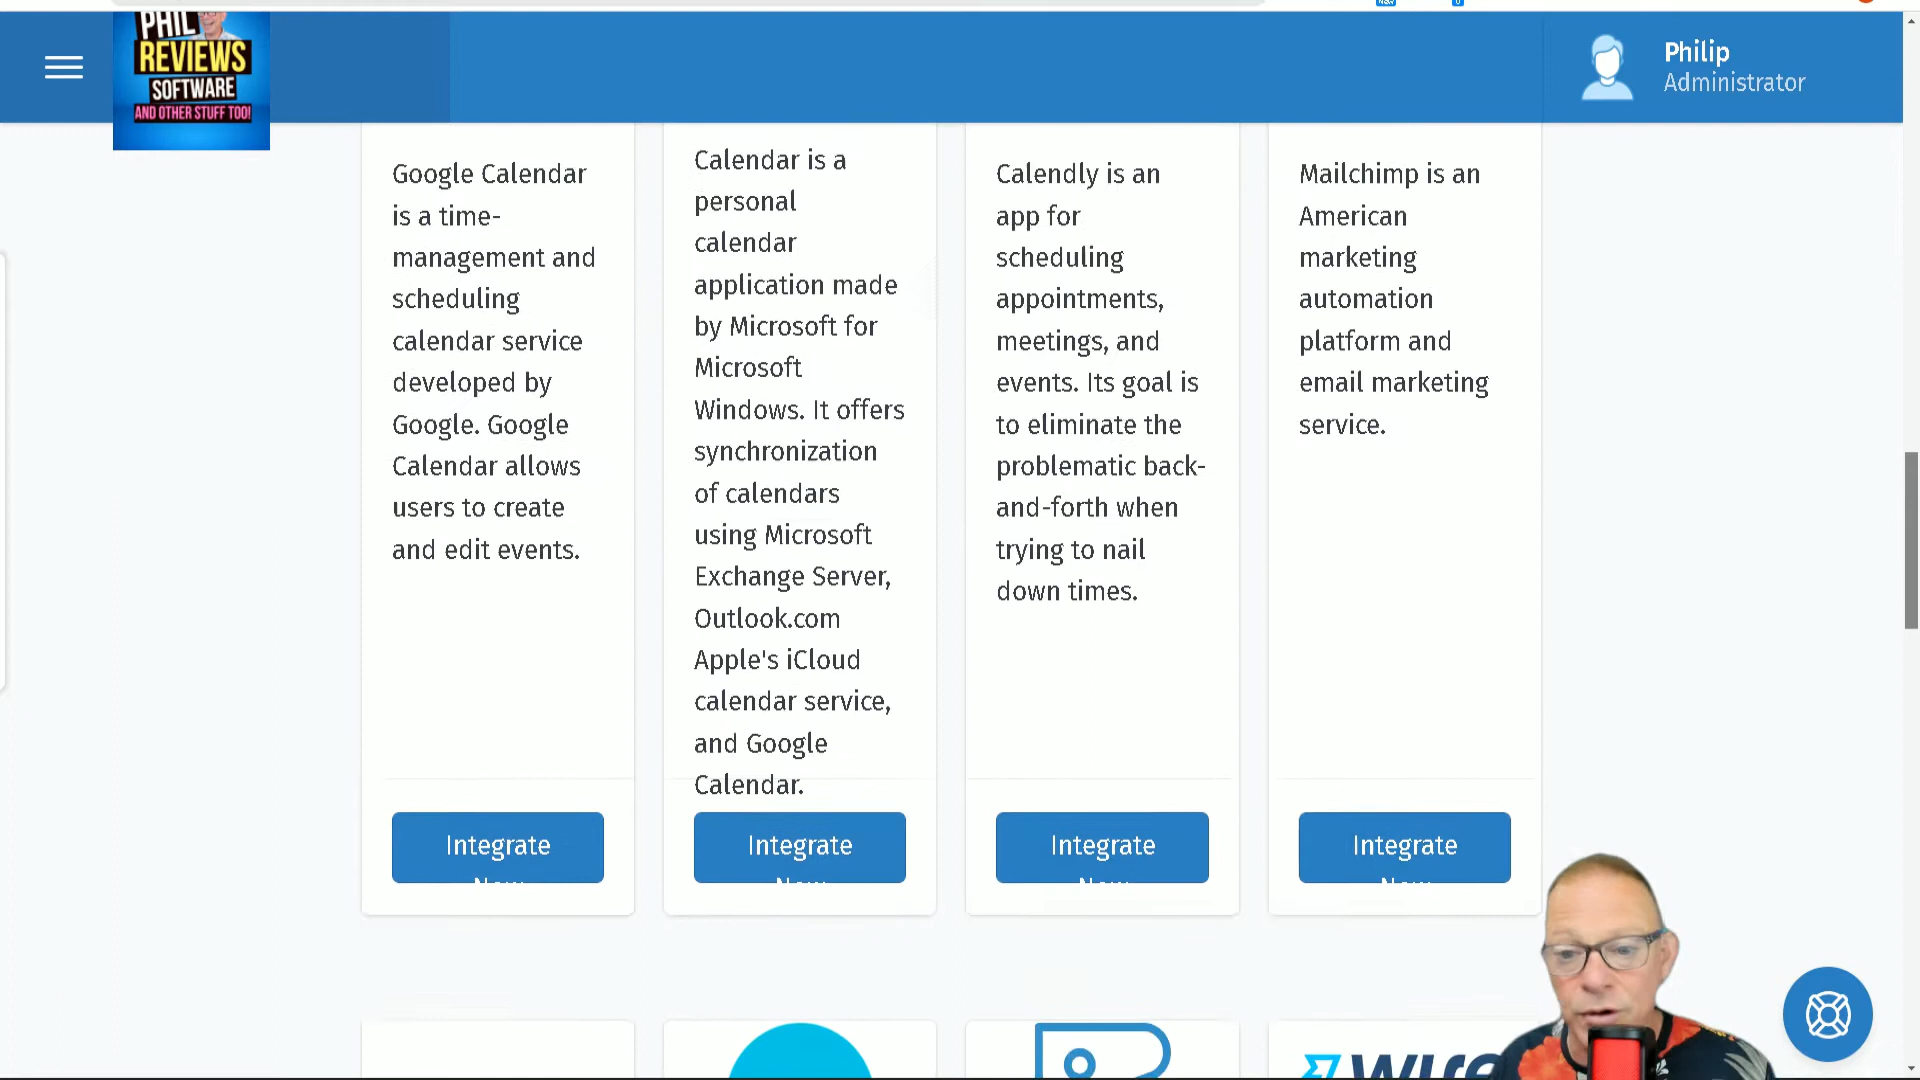 PHIL
REVIEWS
SOFTWARE
AND OTHER STUFF TOO!
Philip
Administrator
Google Calendar
is a time-
management and
scheduling
calendar service
developed by
Google. Google
Calendar allows
users to create
and edit events.
Integrate
Now
Calendar is a
personal
calendar
application made
by Microsoft for
Microsoft
Windows. It offers
synchronization
of calendars
using Microsoft
Exchange Server,
Outlook.com
Apple's iCloud
calendar service,
and Google
Calendar.
Integrate
Now
Calendly is an
app for
scheduling
appointments,
meetings, and
events. Its goal is
to eliminate the
problematic back-
and-forth when
trying to nail
down times.
Integrate
Now
Mailchimp is an
American
marketing
automation
platform and
email marketing
service.
Integrate
Now